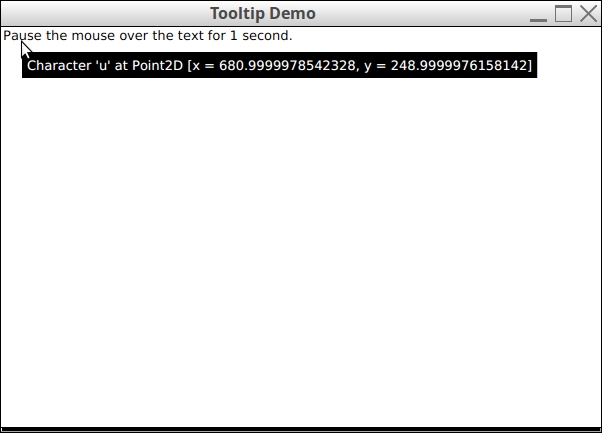 Tooltip Demo
Pause the mouse over the text for 1 second.
Character 'u' at Point2D [x = 680.9999978542328, y = 248.9999976158142]